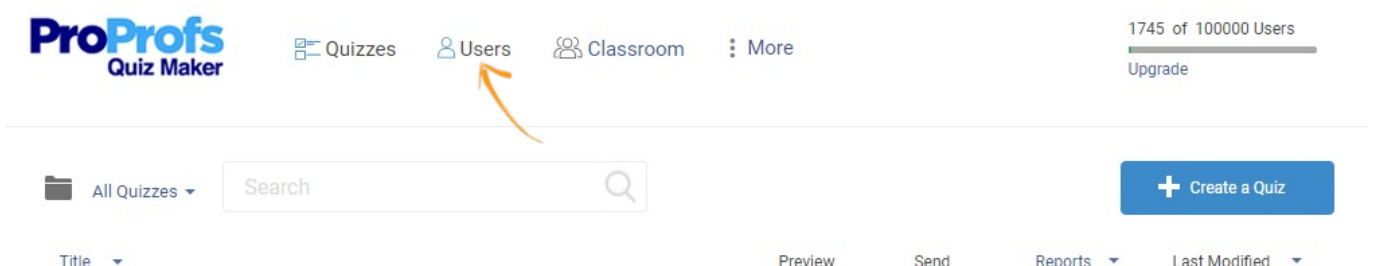 ProProfs
Quiz Maker
Quizzes Users Classroom More
1745 of 100000 Users
Upgrade
All Quizzes Search Create a Quiz
Title Preview Send Reports Last Modified